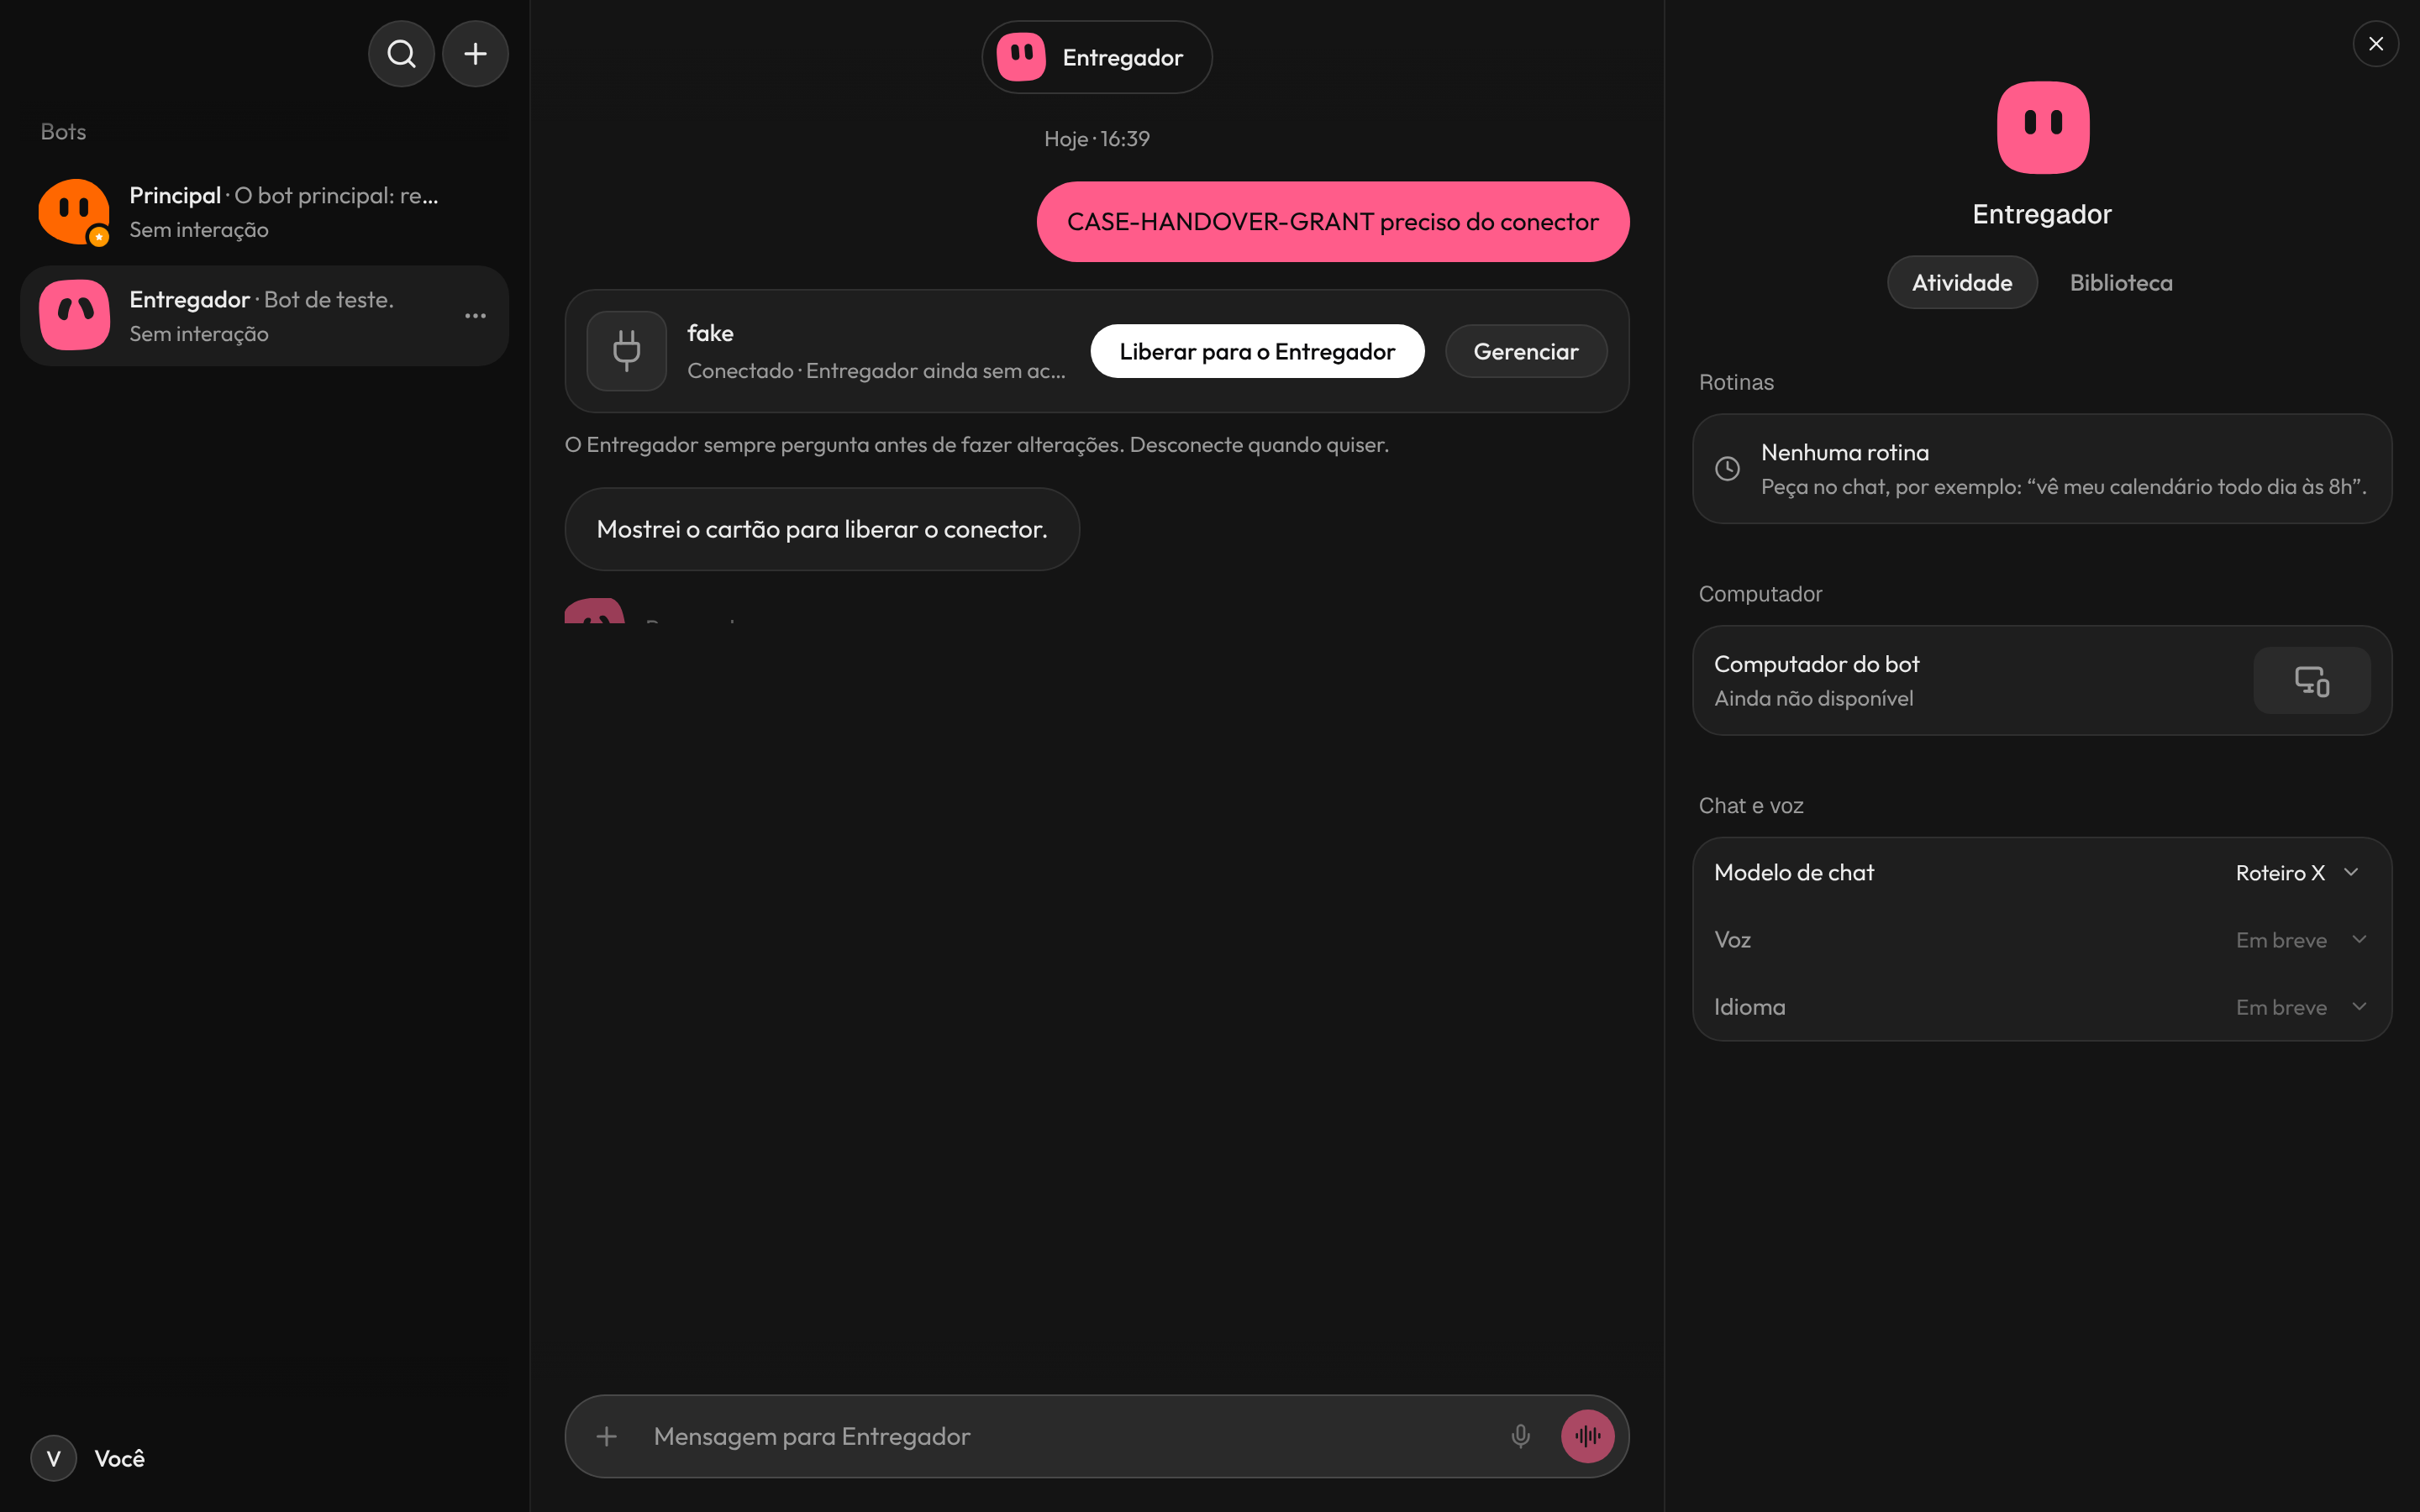 Bots
Principal · O bot principal: re...
Sem interação
Entregador · Bot de teste.
Sem interação
V Você
Entregador
Hoje · 16:39
CASE-HANDOVER-GRANT preciso do conector
fake
Conectado · Entregador ainda sem ac...
Liberar para o Entregador
Gerenciar
O Entregador sempre pergunta antes de fazer alterações. Desconecte quando quiser.
Mostrei o cartão para liberar o conector.
Mensagem para Entregador
Entregador
Atividade
Biblioteca
Rotinas
Nenhuma rotina
Peça no chat, por exemplo: “vê meu calendário todo dia às 8h”.
Computador
Computador do bot
Ainda não disponível
Chat e voz
Modelo de chat Roteiro X
Voz Em breve
Idioma Em breve